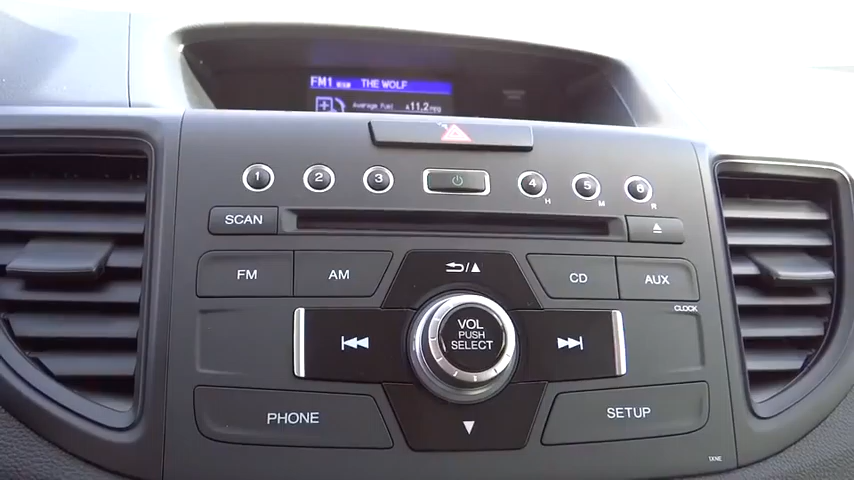 FM1 THE WOLF
Average Fuel 11.2
1 2 3 4 5 6
H M R
SCAN
FM AM CD AUX
CLOCK
VOL
PUSH
SELECT
PHONE SETUP
1XNE